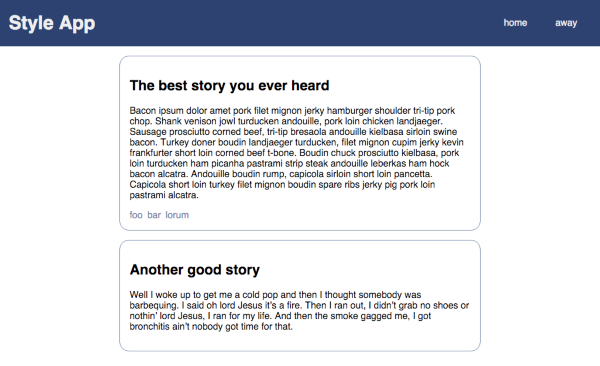 Style App
home away
The best story you ever heard
Bacon ipsum dolor amet pork filet mignon jerky hamburger shoulder tri-tip pork
chop. Shank venison jowl turducken andouille, pork loin chicken landjaeger.
Sausage prosciutto corned beef, tri-tip bresaola andouille kielbasa sirloin swine
bacon. Turkey doner boudin landjaeger turducken, filet mignon cupim jerky kevin
frankfurter short loin corned beef t-bone. Boudin chuck prosciutto kielbasa, pork
loin turducken ham picanha pastrami strip steak andouille leberkas ham hock
bacon alcatra. Andouille boudin rump, capicola sirloin short loin pancetta.
Capicola short loin turkey filet mignon boudin spare ribs jerky pig pork loin
pastrami alcatra.
foo bar lorum
Another good story
Well I woke up to get me a cold pop and then I thought somebody was
barbequing. I said oh lord Jesus it's a fire. Then I ran out, I didn't grab no shoes or
nothin' lord Jesus, I ran for my life. And then the smoke gagged me, I got
bronchitis ain't nobody got time for that.